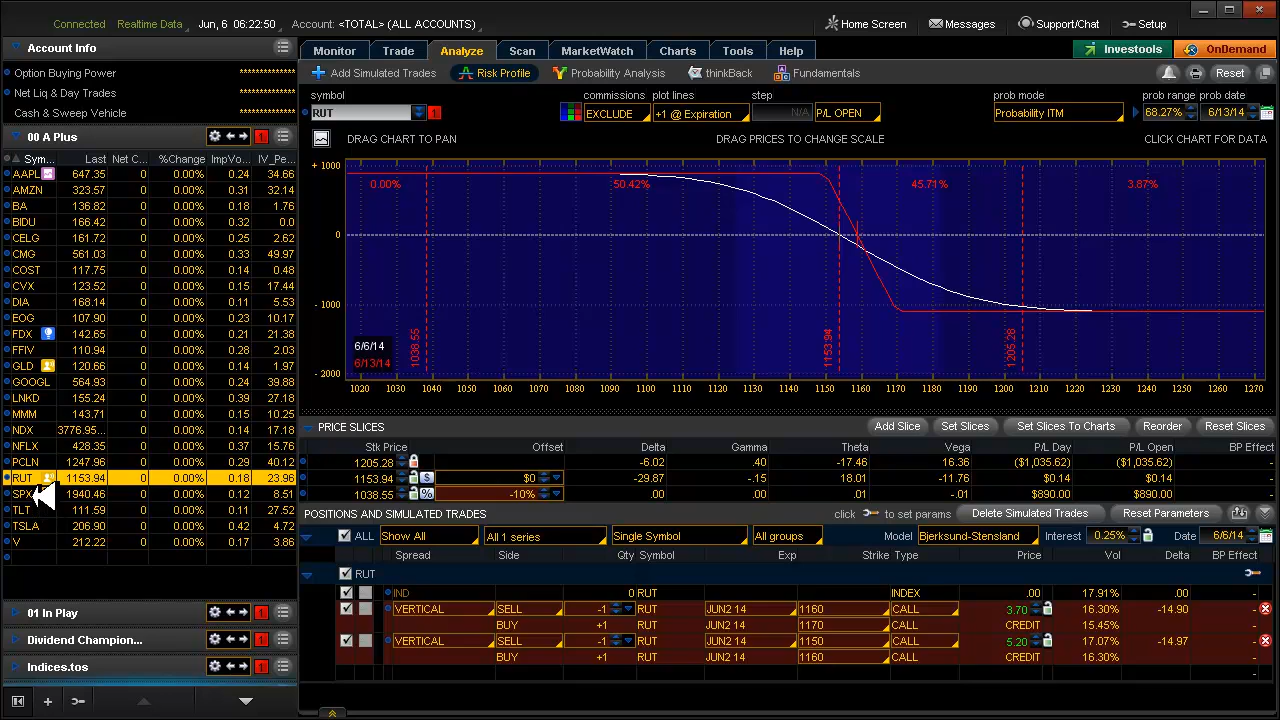 Connected Realtime Data Jun, 6 06:22:50 Account: <TOTAL> (ALL ACCOUNTS) Home Screen Messages Support/Chat Setup
Account Info
Option Buying Power **************
Net Liq & Day Trades **************
Cash & Sweep Vehicle **************
00 A Plus 1
Sym... Last Net C... %Change ImpVo... IV_Pe...
AAPL 647.35 0 0.00% 0.24 34.66
AMZN 323.57 0 0.00% 0.31 32.14
BA 136.82 0 0.00% 0.18 1.76
BIDU 166.42 0 0.00% 0.32 0.0
CELG 161.72 0 0.00% 0.25 2.62
CMG 561.03 0 0.00% 0.33 49.97
COST 117.75 0 0.00% 0.14 0.48
CVX 123.52 0 0.00% 0.15 17.44
DIA 168.14 0 0.00% 0.11 5.53
EOG 107.90 0 0.00% 0.23 10.17
FDX 142.65 0 0.00% 0.21 21.38
FFIV 110.94 0 0.00% 0.28 2.03
GLD 120.66 0 0.00% 0.14 1.97
GOOGL 564.93 0 0.00% 0.24 39.88
LNKD 155.24 0 0.00% 0.39 27.18
MMM 143.71 0 0.00% 0.15 10.25
NDX 3776.95... 0 0.00% 0.14 17.18
NFLX 428.35 0 0.00% 0.37 15.76
PCLN 1247.96 0 0.00% 0.29 40.12
RUT 1153.94 0 0.00% 0.18 23.96
SPX 1940.46 0 0.00% 0.12 8.51
TLT 111.59 0 0.00% 0.11 27.52
TSLA 206.90 0 0.00% 0.42 4.72
V 212.22 0 0.00% 0.17 3.86
01 In Play 1
Dividend Champion... 1
Indices.tos 1
Monitor Trade Analyze Scan MarketWatch Charts Tools Help Investools OnDemand
Add Simulated Trades Risk Profile Probability Analysis thinkBack Fundamentals Reset
symbol commissions plot lines step prob mode prob range prob date
RUT 1 EXCLUDE +1 @ Expiration N/A P/L OPEN Probability ITM 68.27% 6/13/14
DRAG CHART TO PAN DRAG PRICES TO CHANGE SCALE CLICK CHART FOR DATA
+ 1000
0.00% 50.42% 45.71% 3.87%
0
- 1000
1038.55 1153.94 1205.28
6/6/14
6/13/14
- 2000
1020 1030 1040 1050 1060 1070 1080 1090 1100 1110 1120 1130 1140 1150 1160 1170 1180 1190 1200 1210 1220 1230 1240 1250 1260 1270
PRICE SLICES Add Slice Set Slices Set Slices To Charts Reorder Reset Slices
Stk Price Offset Delta Gamma Theta Vega P/L Day P/L Open BP Effect
1205.28 -6.02 .40 -17.46 16.36 ($1,035.62) ($1,035.62) -
1153.94 $ $0 -29.87 .15 18.01 -11.76 $0.14 $0.14 -
1038.55 % -10% .00 .00 .01 -.01 $890.00 $890.00 -
POSITIONS AND SIMULATED TRADES click to set params Delete Simulated Trades Reset Parameters
ALL Show All All 1 series Single Symbol All groups Model Bjerksund-Stensland Interest 0.25% Date 6/6/14
Spread Side Qty Symbol Exp Strike Type Price Vol Delta BP Effect
RUT -
IND 0 RUT INDEX .00 17.91% .00 -
VERTICAL SELL -1 RUT JUN2 14 1160 CALL 3.70 16.30% -14.90 -
BUY +1 RUT JUN2 14 1170 CALL CREDIT 15.45%
VERTICAL SELL -1 RUT JUN2 14 1150 CALL 5.20 17.07% -14.97 -
BUY +1 RUT JUN2 14 1160 CALL CREDIT 16.30%
-